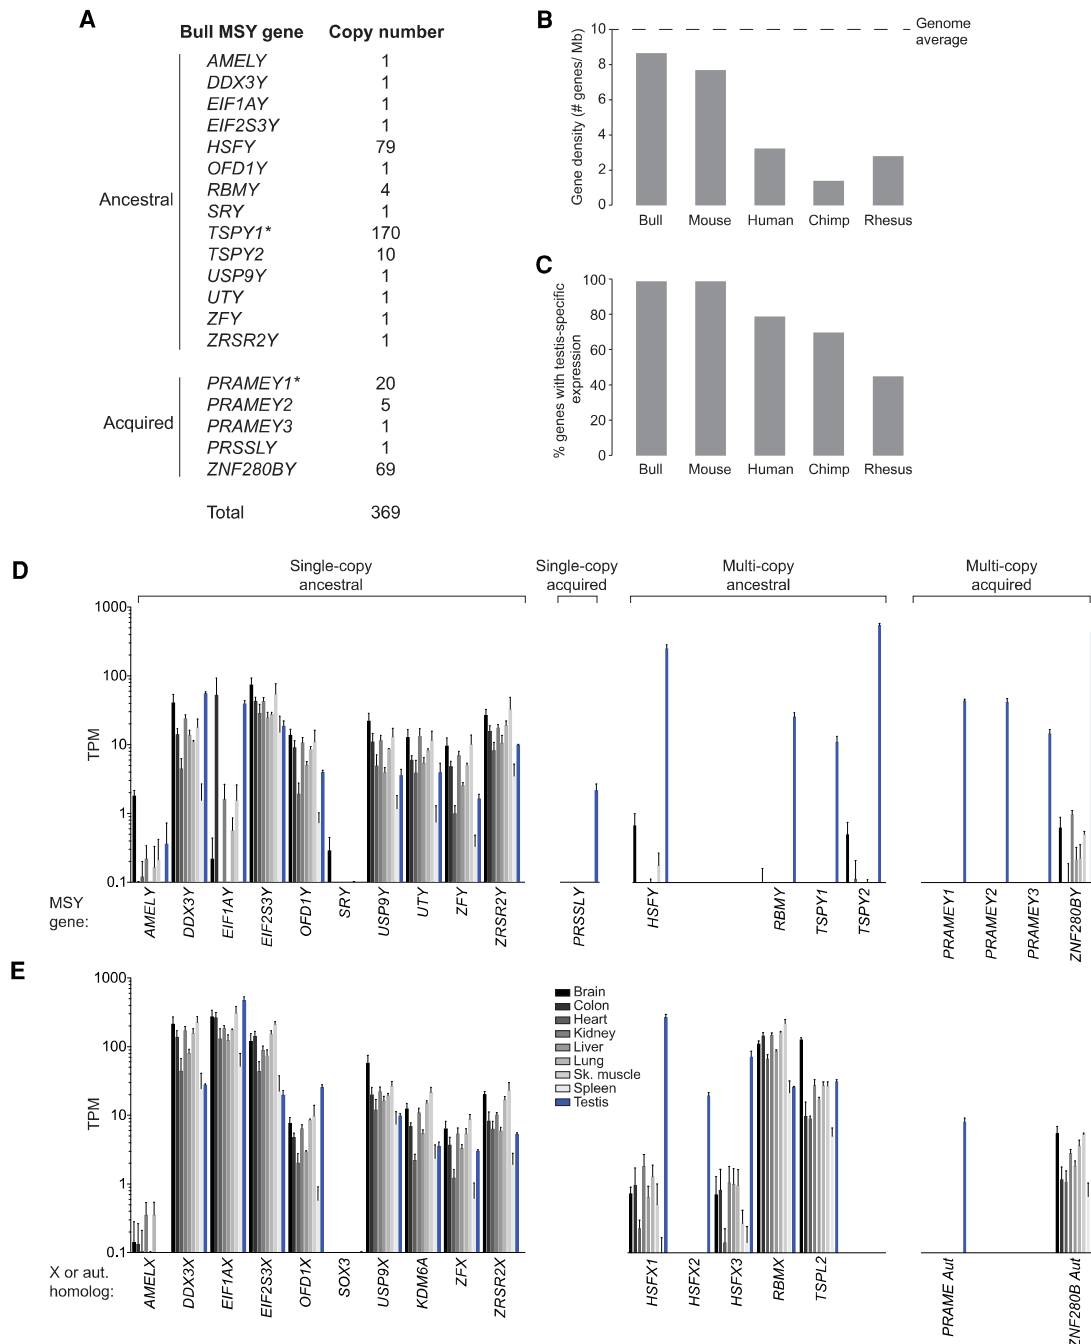 A
Bull MSY gene Copy number
Ancestral
AMELY 1
DDX3Y 1
EIF1AY 1
EIF2S3Y 1
HSFY 79
OFD1Y 1
RBMY 4
SRY 1
TSPY1* 170
TSPY2 10
USP9Y 1
UTY 1
ZFY 1
ZRSR2Y 1
Acquired
PRAMEY1* 20
PRAMEY2 5
PRAMEY3 1
PRSSLY 1
ZNF280BY 69
Total 369
B
Gene density (# genes/ Mb)
10
8
6
4
2
0
Genome
average
Bull Mouse Human Chimp Rhesus
C
% genes with testis-specific
expression
100
80
60
40
20
0
Bull Mouse Human Chimp Rhesus
D
Single-copy
ancestral
Single-copy
acquired
Multi-copy
ancestral
Multi-copy
acquired
TPM
1000
100
10
1
0.1
MSY
gene:
AMELY
DDX3Y
EIF1AY
EIF2S3Y
OFD1Y
SRY
USP9Y
UTY
ZFY
ZRSR2Y
PRSSLY
HSFY
RBMY
TSPY1
TSPY2
PRAMEY1
PRAMEY2
PRAMEY3
ZNF280BY
E
TPM
1000
100
10
1
0.1
Brain
Colon
Heart
Kidney
Liver
Lung
Sk. muscle
Spleen
Testis
X or aut.
homolog:
AMELX
DDX3X
EIF1AX
EIF2S3X
OFD1X
SOX3
USP9X
KDM6A
ZFX
ZRSR2X
HSFX1
HSFX2
HSFX3
RBMX
TSPL2
PRAME Aut
ZNF280B Aut